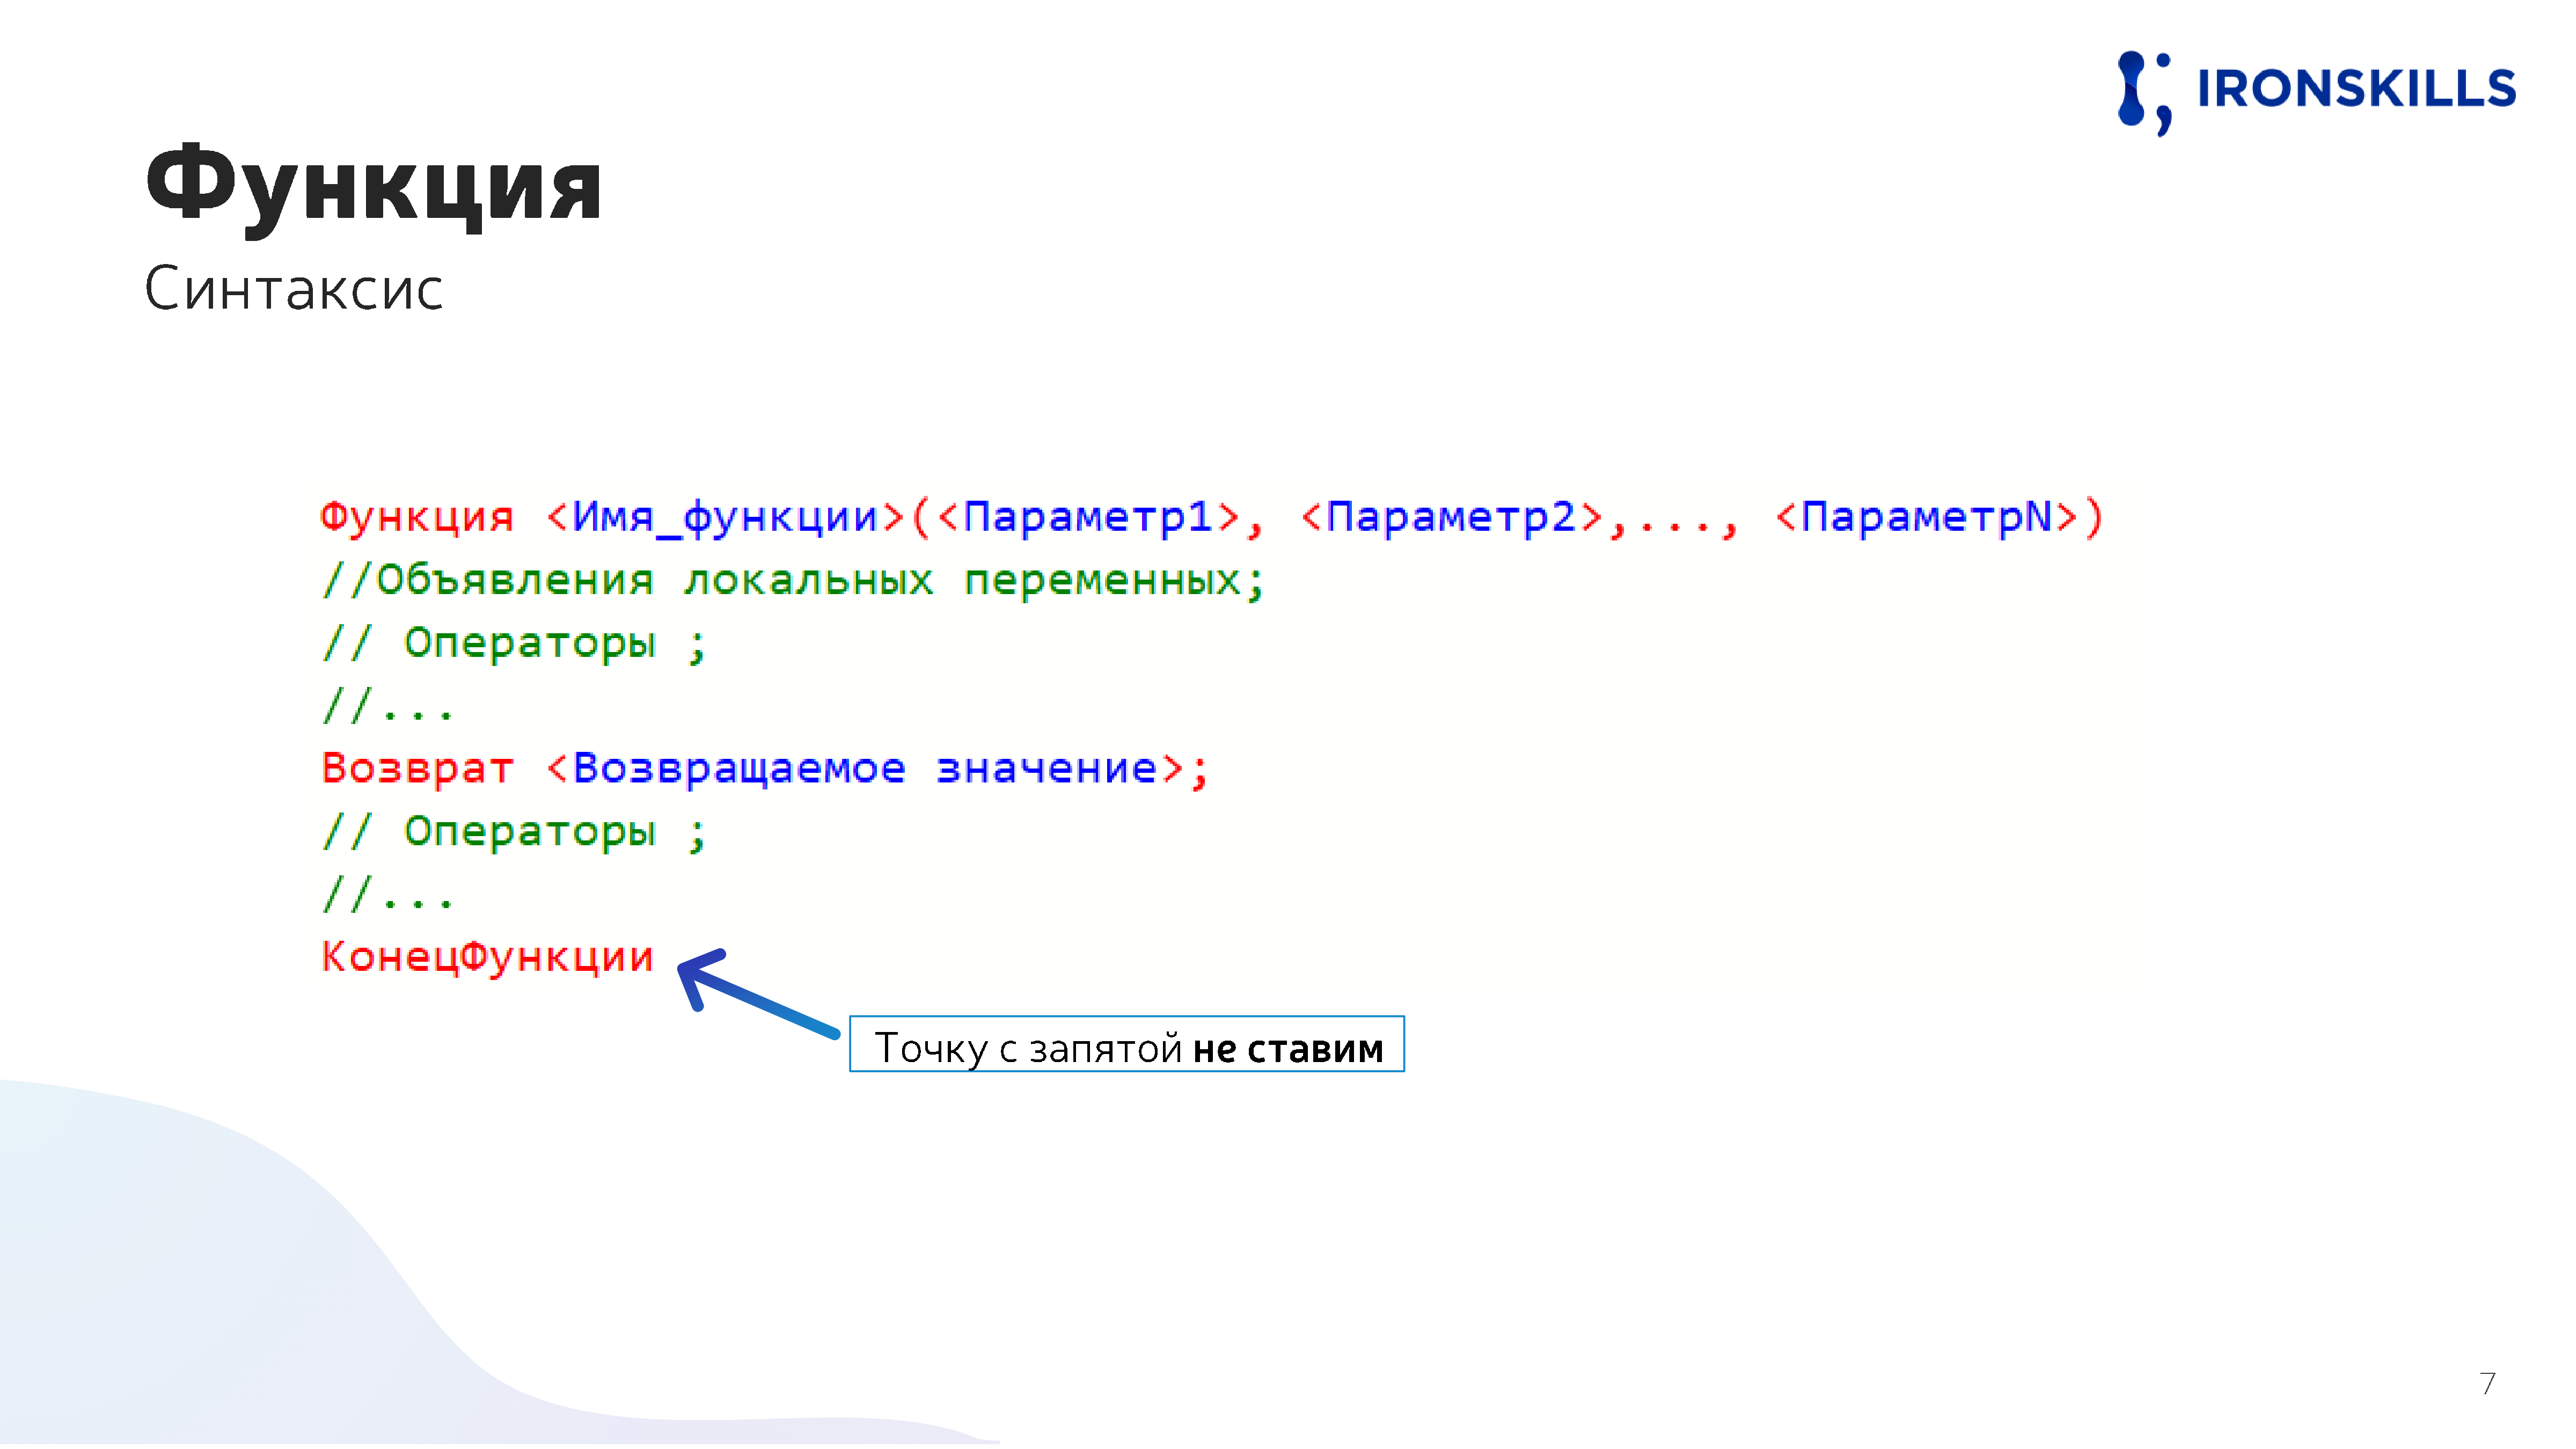 IRONSKILLS
Функция
Синтаксис
Функция <Имя_функции>(<Параметр1>, <Параметр2>,..., <ПараметрN>)
//Объявления локальных переменных;
// Операторы ;
//...
Возврат <Возвращаемое значение>;
// Операторы ;
//...
КонецФункции
Точку с запятой не ставим
7